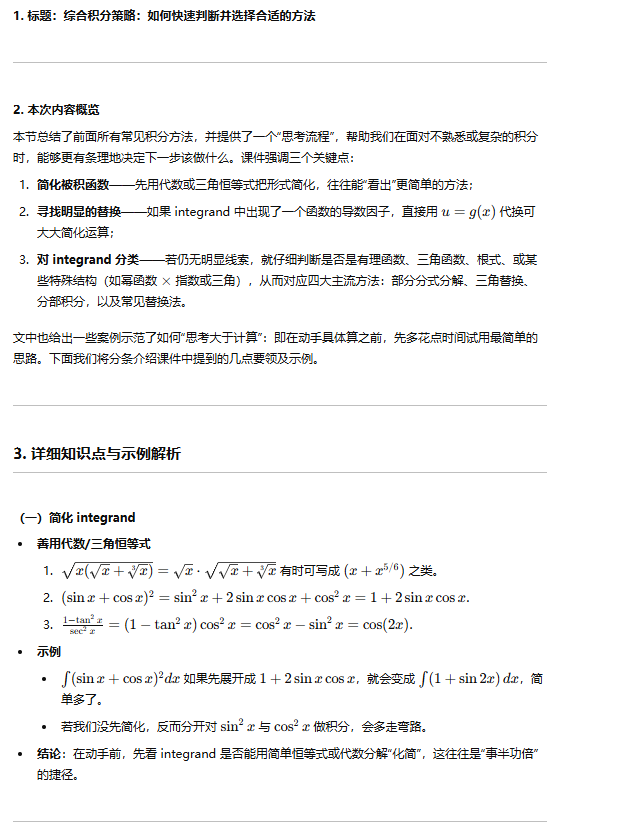 1. 标题：综合积分策略：如何快速判断并选择合适的方法
2. 本次内容概览
本节总结了前面所有常见积分方法，并提供了一个“思考流程”，帮助我们在面对不熟悉或复杂的积分
时，能够更有条理地决定下一步该做什么。课件强调三个关键点：
1. 简化被积函数——先用代数或三角恒等式把形式简化，往往能“看出”更简单的方法；
2. 寻找明显的替换——如果 integrand 中出现了一个函数的导数因子，直接用 u = g(x) 代换可
大大简化运算；
3. 对 integrand 分类——若仍无明显线索，就仔细判断是否是有理函数、三角函数、根式、或某
些特殊结构（如幂函数 × 指数或三角），从而对应四大主流方法：部分分式分解、三角替换、
分部积分，以及常见替换法。
文中也给出一些案例示范了如何“思考大于计算”：即在动手具体算之前，先多花点时间试用最简单的
思路。下面我们将分条介绍课件中提到的几点要领及示例。
3. 详细知识点与示例解析
（一）简化 integrand
• 善用代数/三角恒等式
1. √(x(√x + ∛x)) = √x · √(√x + ∛x) 有时可写成 (x + x^{5/6}) 之类。
2. (sin x + cos x)² = sin² x + 2 sin x cos x + cos² x = 1 + 2 sin x cos x.
3. (1−tan² x)/(sec² x) = (1 − tan² x) cos² x = cos² x − sin² x = cos(2x).
• 示例
• ∫(sin x + cos x)² dx 如果先展开成 1 + 2 sin x cos x，就会变成 ∫(1 + sin 2x) dx，简
单多了。
• 若我们没先简化，反而分开对 sin² x 与 cos² x 做积分，会多走弯路。
• 结论：在动手前，先看 integrand 是否能用简单恒等式或代数分解“化简”，这往往是“事半功倍”
的捷径。